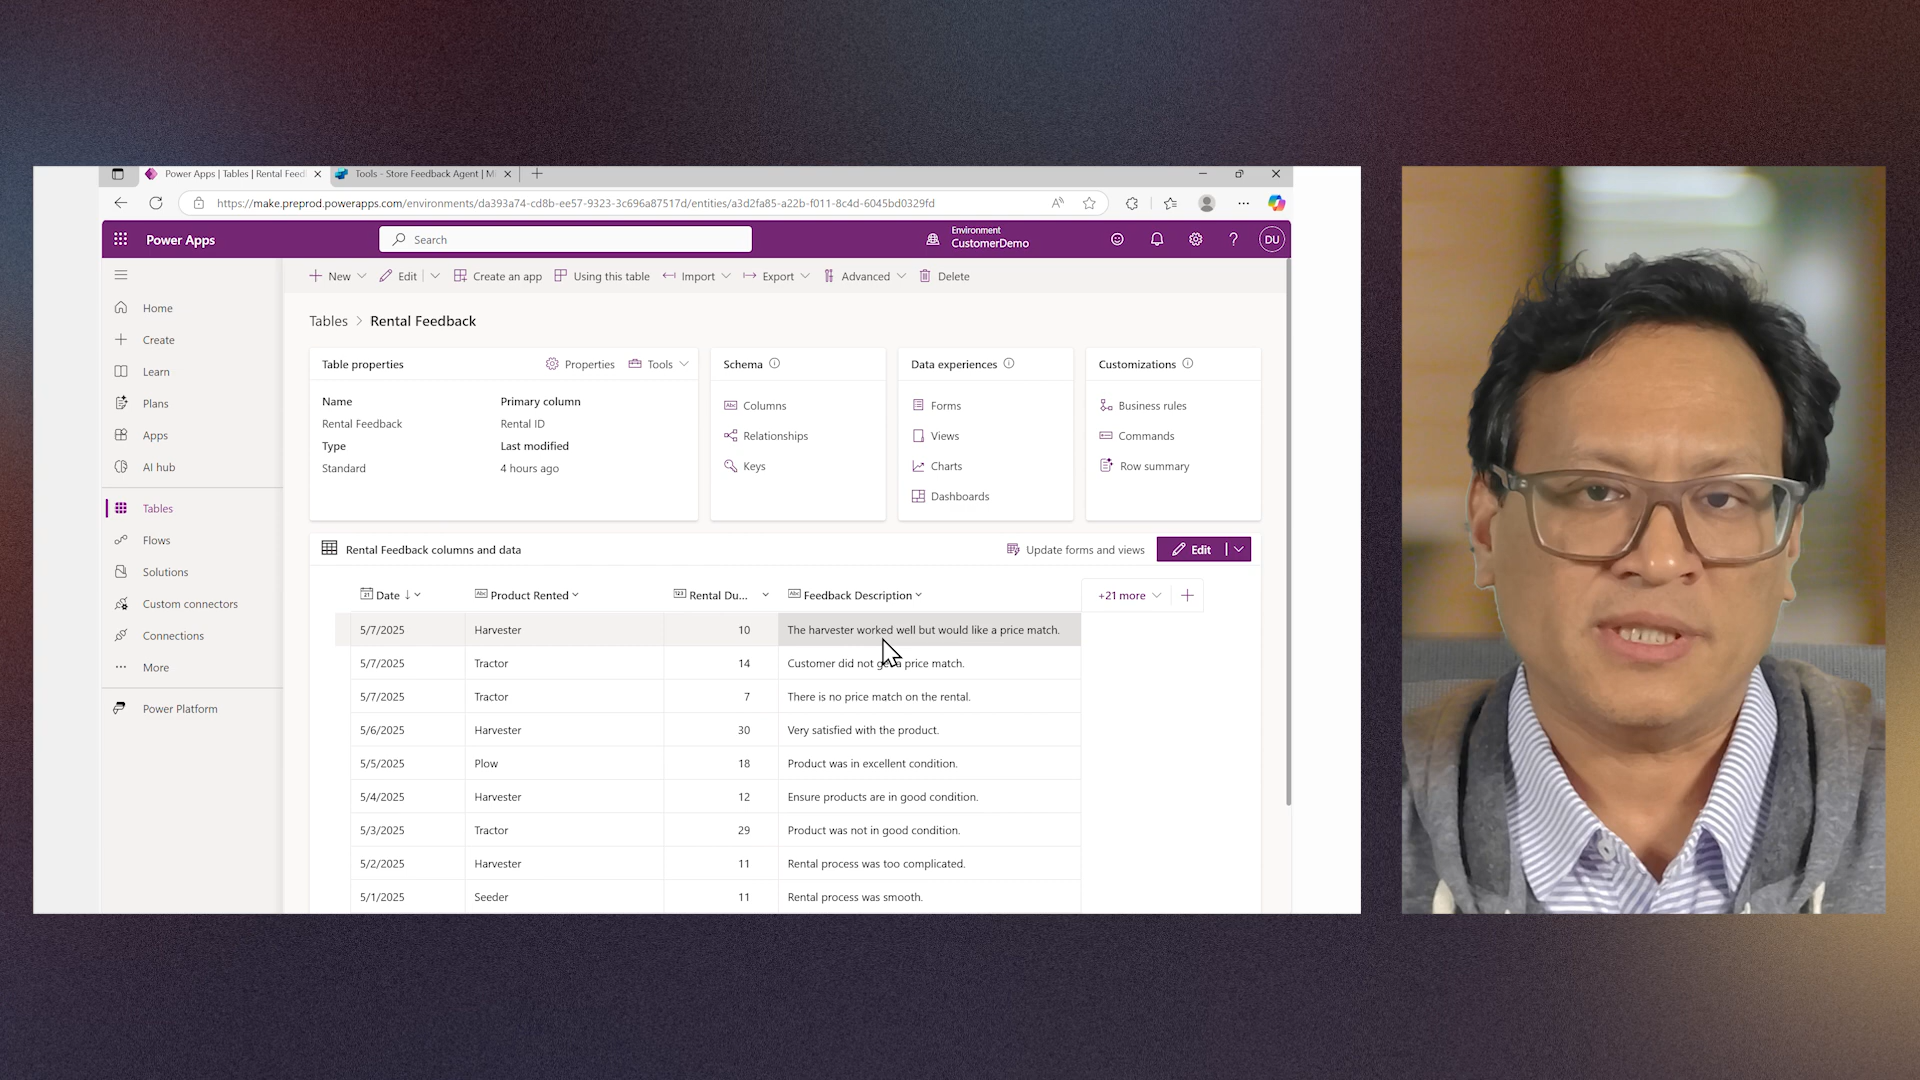 Power Apps | Tables | Rental Feed
Tools - Store Feedback Agent | M
https://make.preprod.powerapps.com/environments/da393a74-cd8b-ee57-9323-3c696a87517d/entities/a3d2fa85-a22b-f011-8c4d-6045bd0329fd
Power Apps
Search
Environment
CustomerDemo
DU
New
Edit
Create an app
Using this table
Import
Export
Advanced
Delete
Home
Create
Learn
Plans
Apps
AI hub
Tables
Flows
Solutions
Custom connectors
Connections
More
Power Platform
Tables > Rental Feedback
Table properties
Properties
Tools
Name
Rental Feedback
Type
Standard
Primary column
Rental ID
Last modified
4 hours ago
Schema
Columns
Relationships
Keys
Data experiences
Forms
Views
Charts
Dashboards
Customizations
Business rules
Commands
Row summary
Rental Feedback columns and data
Update forms and views
Edit
Date Product Rented Rental Du... Feedback Description +21 more
5/7/2025 Harvester 10 The harvester worked well but would like a price match.
5/7/2025 Tractor 14 Customer did not a price match.
5/7/2025 Tractor 7 There is no price match on the rental.
5/6/2025 Harvester 30 Very satisfied with the product.
5/5/2025 Plow 18 Product was in excellent condition.
5/4/2025 Harvester 12 Ensure products are in good condition.
5/3/2025 Tractor 29 Product was not in good condition.
5/2/2025 Harvester 11 Rental process was too complicated.
5/1/2025 Seeder 11 Rental process was smooth.